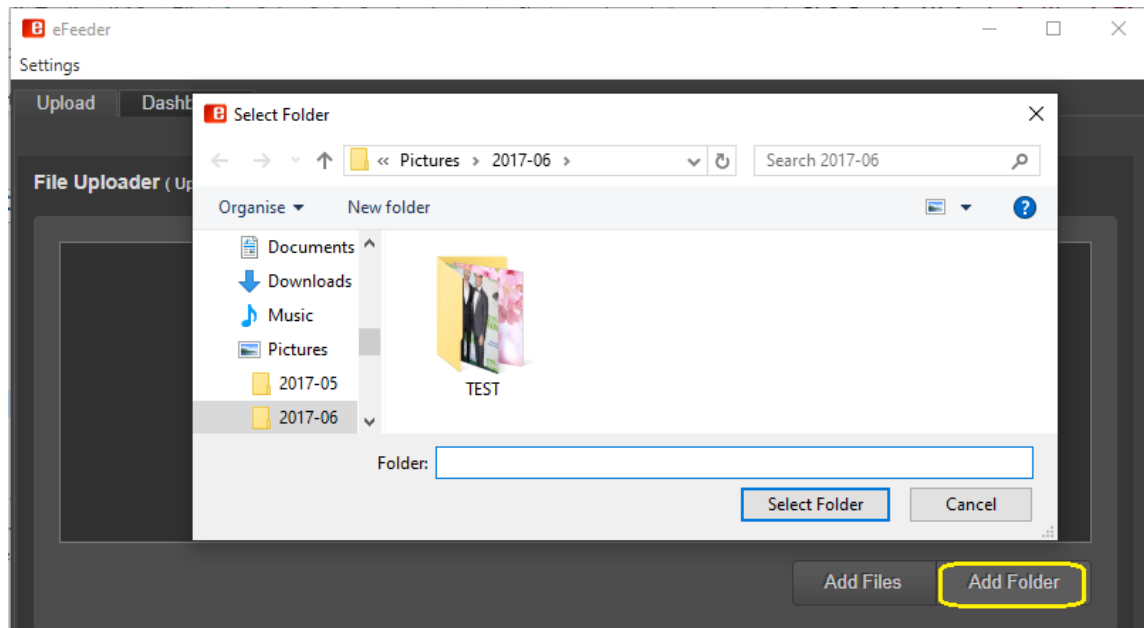 eFeeder
Settings
Upload Dashb
Select Folder
« Pictures > 2017-06 >
Search 2017-06
File Uploader ( Up
Organise New folder
Documents
Downloads
Music
Pictures
2017-05
2017-06
TEST
Folder:
Select Folder Cancel
Add Files Add Folder